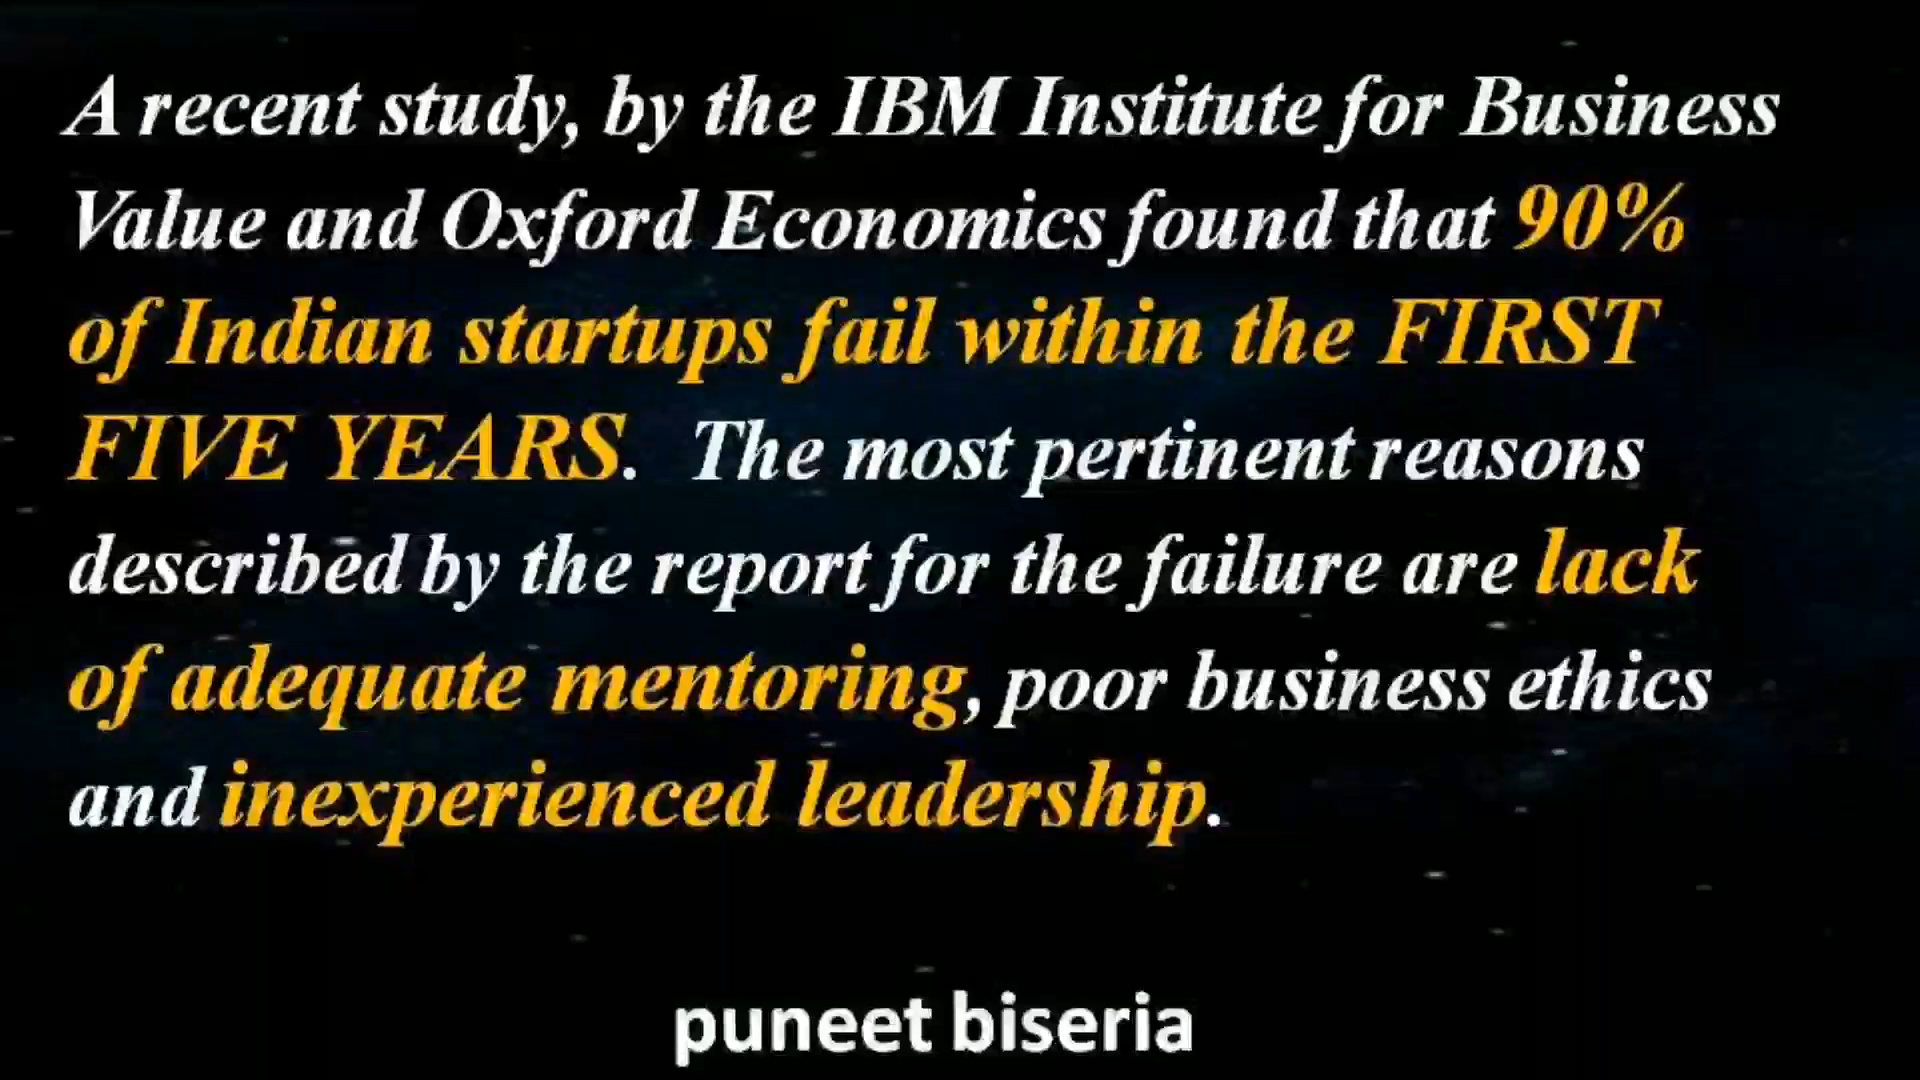 A recent study, by the IBM Institute for Business
Value and Oxford Economics found that 90%
of Indian startups fail within the FIRST
FIVE YEARS. The most pertinent reasons
described by the report for the failure are lack
of adequate mentoring, poor business ethics
and inexperienced leadership.
puneet biseria